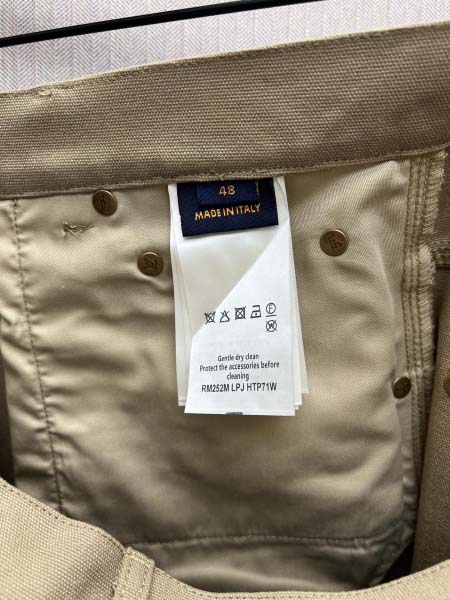 48
MADE IN ITALY
Gentle dry clean
Protect the accessories before
cleaning
RM252M LPJ HTP71W